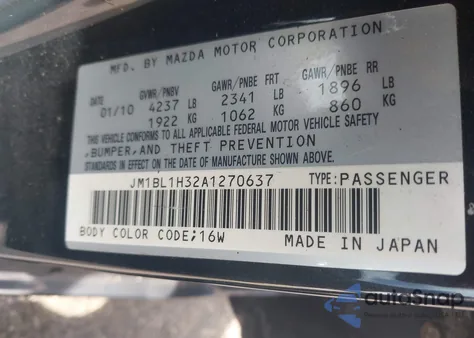 MFD. BY MAZDA MOTOR CORPORATION
DATE GVWR/PNBV GAWR/PNBE FRT GAWR/PNBE RR
01/10 4237 LB 2341 LB 1896 LB
1922 KG 1062 KG 860 KG
THIS VEHICLE CONFORMS TO ALL APPLICABLE FEDERAL MOTOR VEHICLE SAFETY
,BUMPER,AND THEFT PREVENTION
STANDARDS IN EFFECT ON THE DATE OF MANUFACTURE SHOWN ABOVE.
JM1BL1H32A1270637 TYPE:PASSENGER
BODY COLOR CODE;16W MADE IN JAPAN
autoSnap